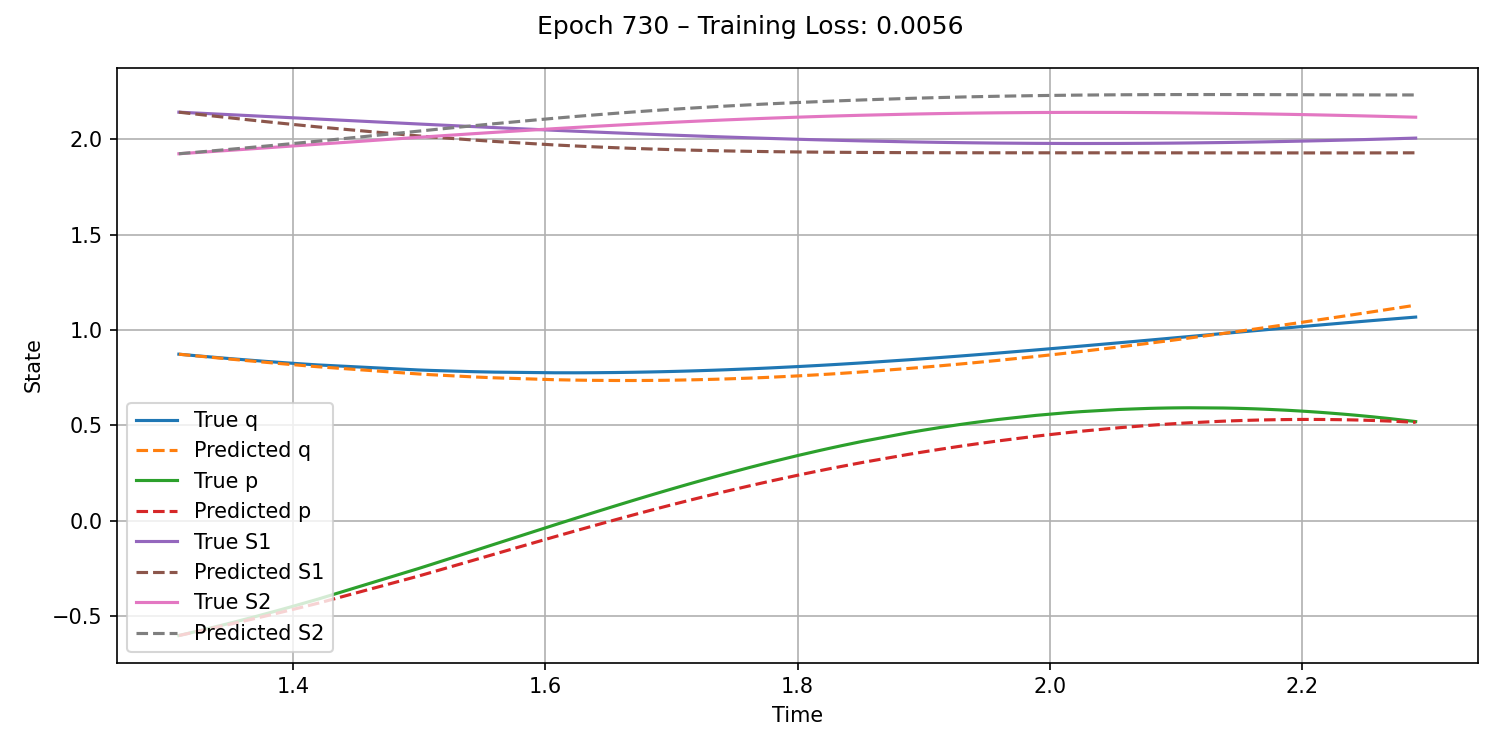 Epoch 730 – Training Loss: 0.0056
2.0
1.5
1.0
0.5
0.0
−0.5
State
True q
Predicted q
True p
Predicted p
True S1
Predicted S1
True S2
Predicted S2
1.4 1.6 1.8 2.0 2.2
Time